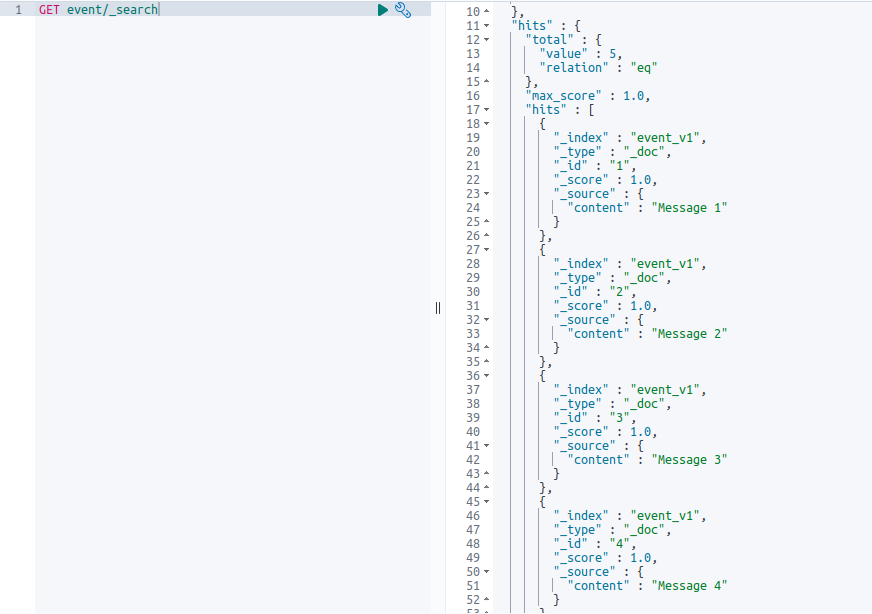 1 GET event/_search
10 },
11 "hits" : {
12 "total" : {
13 "value" : 5,
14 "relation" : "eq"
15 },
16 "max_score" : 1.0,
17 "hits" : [
18 {
19 "_index" : "event_v1",
20 "_type" : "_doc",
21 "_id" : "1",
22 "_score" : 1.0,
23 "_source" : {
24 "content" : "Message 1"
25 }
26 },
27 {
28 "_index" : "event_v1",
29 "_type" : "_doc",
30 "_id" : "2",
31 "_score" : 1.0,
32 "_source" : {
33 "content" : "Message 2"
34 }
35 },
36 {
37 "_index" : "event_v1",
38 "_type" : "_doc",
39 "_id" : "3",
40 "_score" : 1.0,
41 "_source" : {
42 "content" : "Message 3"
43 }
44 },
45 {
46 "_index" : "event_v1",
47 "_type" : "_doc",
48 "_id" : "4",
49 "_score" : 1.0,
50 "_source" : {
51 "content" : "Message 4"
52 }